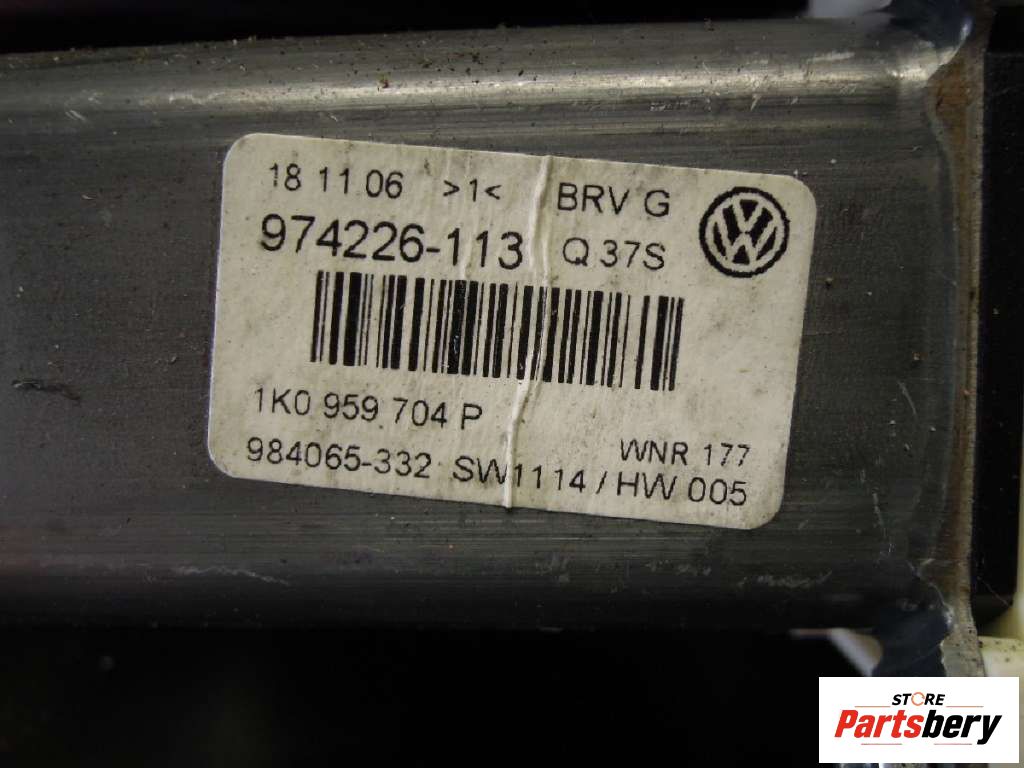 18 11 06 >1< BRV G
974226-113 Q 37S
1K0 959 704 P
WNR 177
984065-332 SW1114 / HW 005
STORE
Partsbery